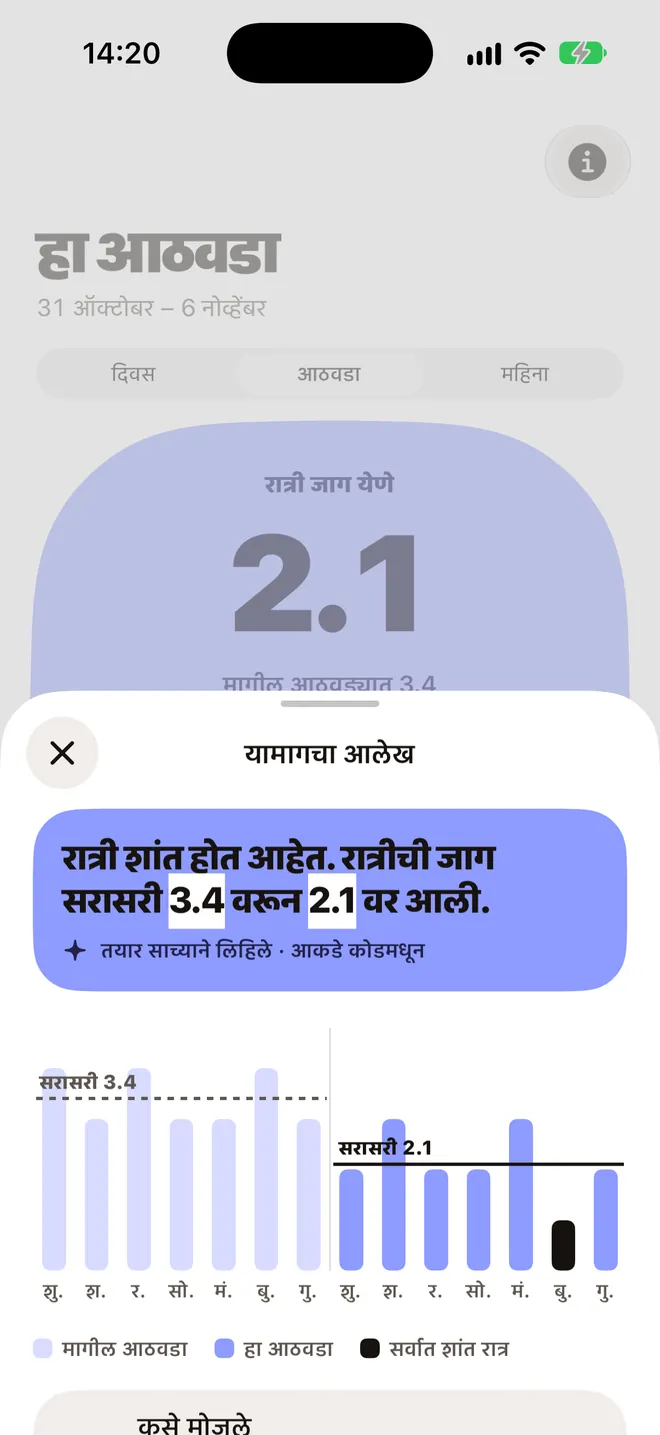 14:20
हा आठवडा
31 ऑक्टोबर – 6 नोव्हेंबर
दिवस आठवडा महिना
रात्री जाग येणे
2.1
मागील आठवड्यात 3.4
यामागचा आलेख
रात्री शांत होत आहेत. रात्रीची जाग
सरासरी 3.4 वरून 2.1 वर आली.
तयार साच्याने लिहिले · आकडे कोडमधून
सरासरी 3.4
सरासरी 2.1
शु. श. र. सो. मं. बु. गु. शु. श. र. सो. मं. बु. गु.
मागील आठवडा हा आठवडा सर्वात शांत रात्र
कसे मोजले